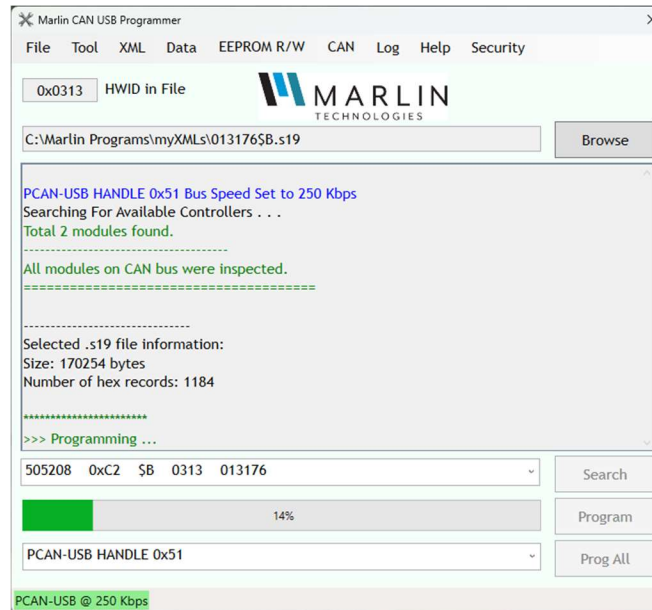 Marlin CAN USB Programmer
File Tool XML Data EEPROM R/W CAN Log Help Security
0x0313 HWID in File
MARLIN
TECHNOLOGIES
C:\Marlin Programs\myXMLs\013176$B.s19 Browse
PCAN-USB HANDLE 0x51 Bus Speed Set to 250 Kbps
Searching For Available Controllers . . .
Total 2 modules found.
-------------------------------------
All modules on CAN bus were inspected.
======================================
------------------------------
Selected .s19 file information:
Size: 170254 bytes
Number of hex records: 1184
***********************
>>> Programming ...
505208 0xC2 $B 0313 013176 Search
14% Program
PCAN-USB HANDLE 0x51 Prog All
PCAN-USB @ 250 Kbps